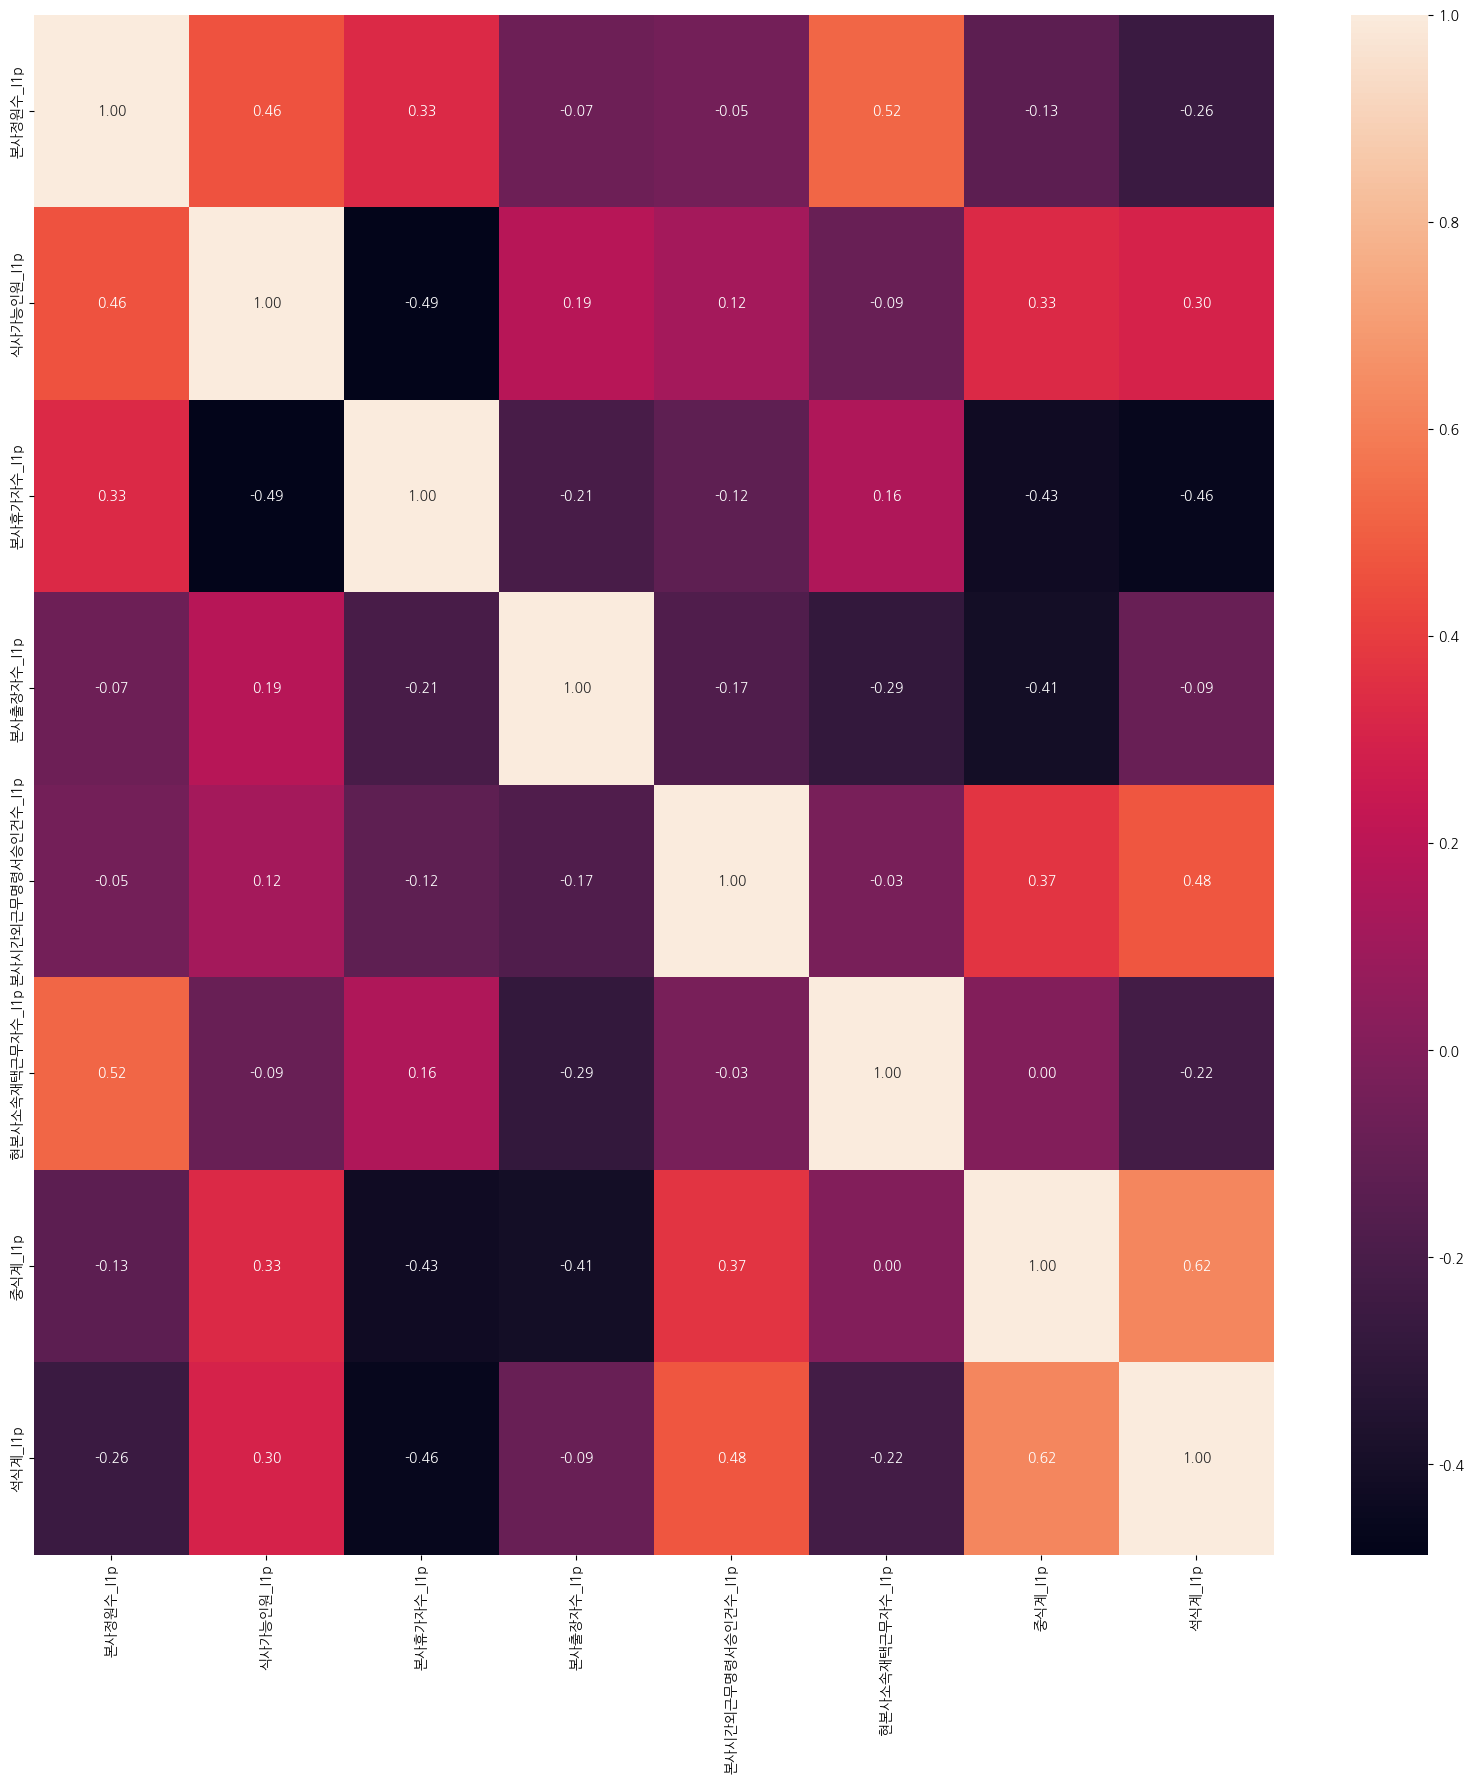 본사정원수_l1p 1.00 0.46 0.33 -0.07 -0.05 0.52 -0.13 -0.26
식사가능인원_l1p 0.46 1.00 -0.49 0.19 0.12 -0.09 0.33 0.30
본사휴가자수_l1p 0.33 -0.49 1.00 -0.21 -0.12 0.16 -0.43 -0.46
본사출장자수_l1p -0.07 0.19 -0.21 1.00 -0.17 -0.29 -0.41 -0.09
본사시간외근무명령서승인건수_l1p -0.05 0.12 -0.12 -0.17 1.00 -0.03 0.37 0.48
현본사소속재택근무자수_l1p 0.52 -0.09 0.16 -0.29 -0.03 1.00 0.00 -0.22
중식계_l1p -0.13 0.33 -0.43 -0.41 0.37 0.00 1.00 0.62
석식계_l1p -0.26 0.30 -0.46 -0.09 0.48 -0.22 0.62 1.00
본사정원수_l1p
식사가능인원_l1p
본사휴가자수_l1p
본사출장자수_l1p
본사시간외근무명령서승인건수_l1p
현본사소속재택근무자수_l1p
중식계_l1p
석식계_l1p
1.0
0.8
0.6
0.4
0.2
0.0
-0.2
-0.4